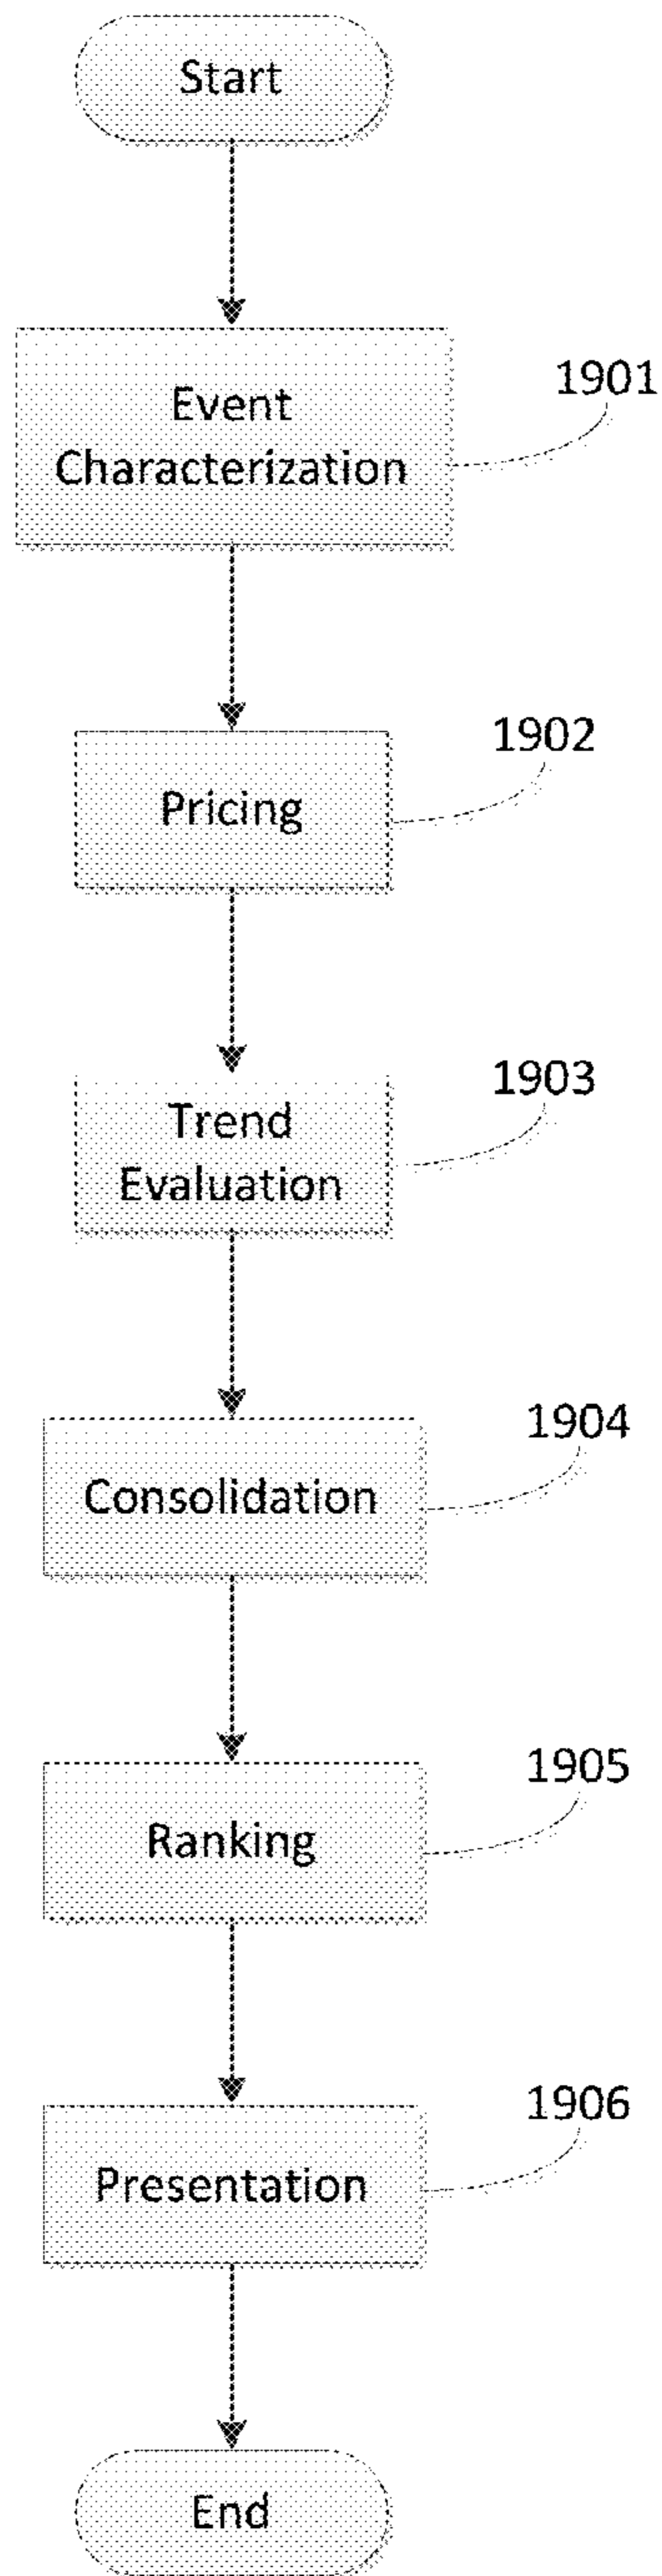 Start
Event
Characterization
1901
Pricing
1902
Trend
Evaluation
1903
Consolidation
1904
Ranking
1905
Presentation
1906
End